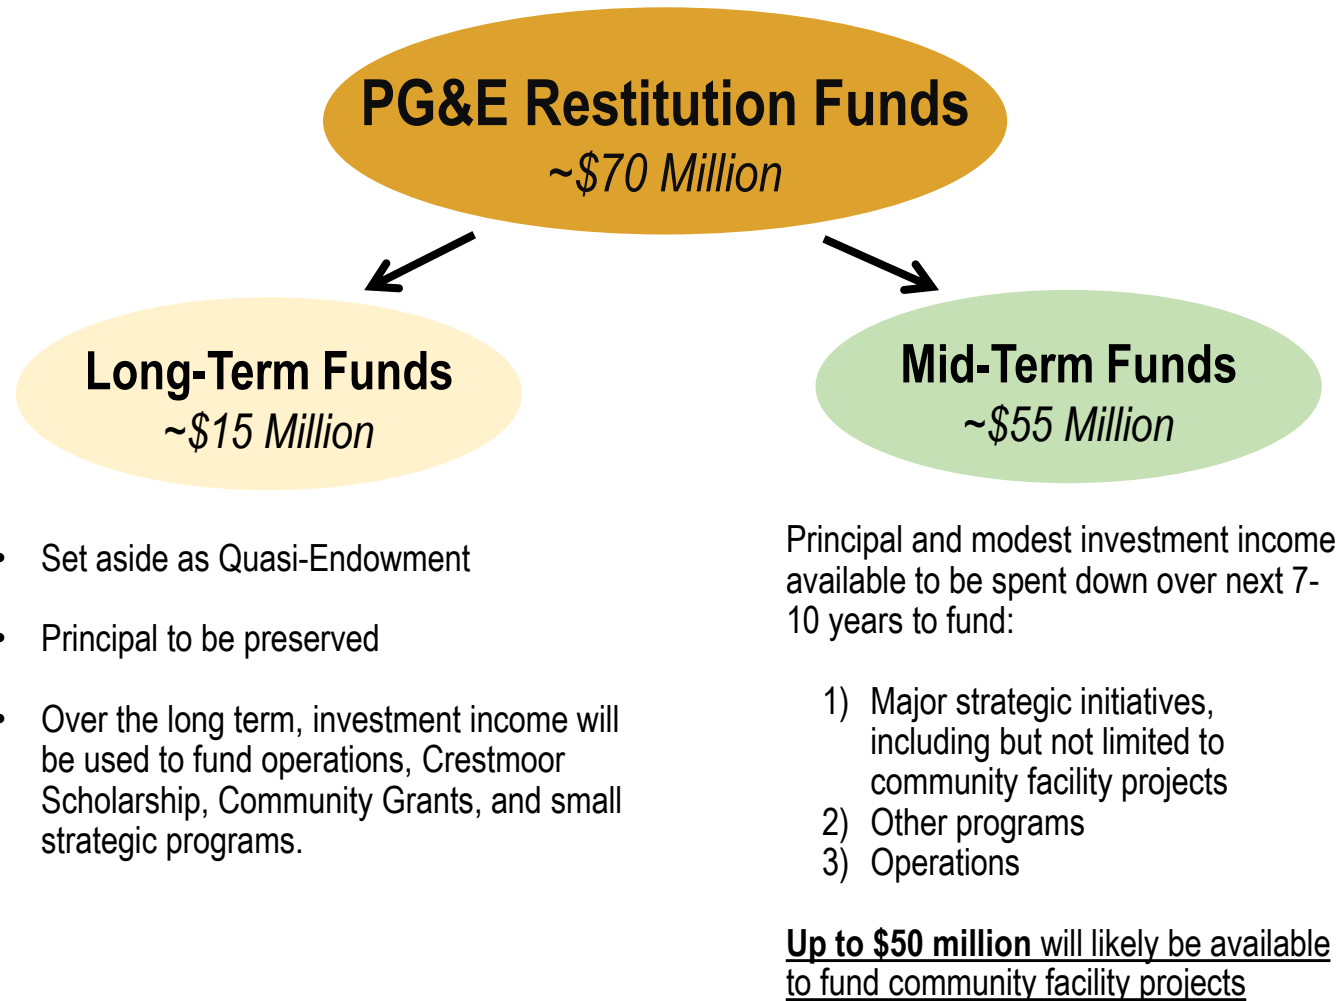 PG&E Restitution Funds
~$70 Million
Long-Term Funds
~$15 Million
• Set aside as Quasi-Endowment
• Principal to be preserved
• Over the long term, investment income will
be used to fund operations, Crestmoor
Scholarship, Community Grants, and small
strategic programs.
Mid-Term Funds
~$55 Million
Principal and modest investment income
available to be spent down over next 7-
10 years to fund:
1) Major strategic initiatives,
including but not limited to
community facility projects
2) Other programs
3) Operations
Up to $50 million will likely be available
to fund community facility projects